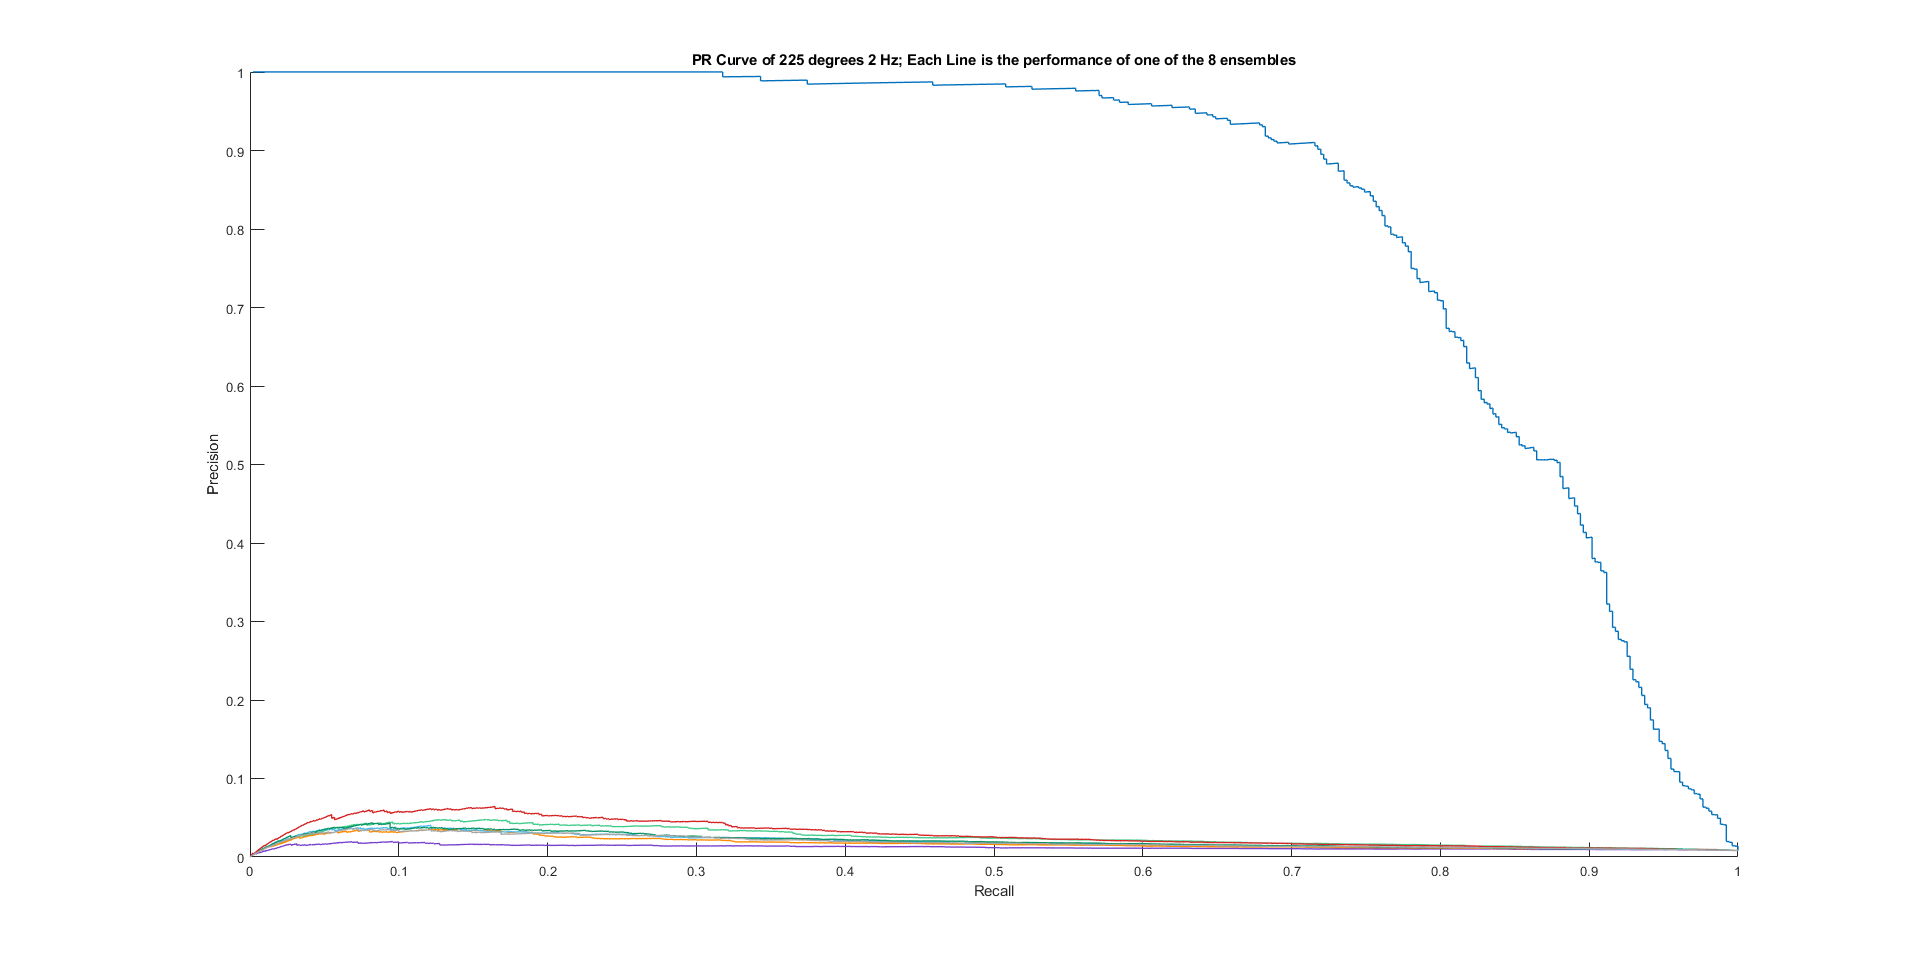 PR Curve of 225 degrees 2 Hz; Each Line is the performance of one of the 8 ensembles
1
0.9
0.8
0.7
0.6
0.5
0.4
0.3
0.2
0.1
0
Precision
0 0.1 0.2 0.3 0.4 0.5 0.6 0.7 0.8 0.9 1
Recall